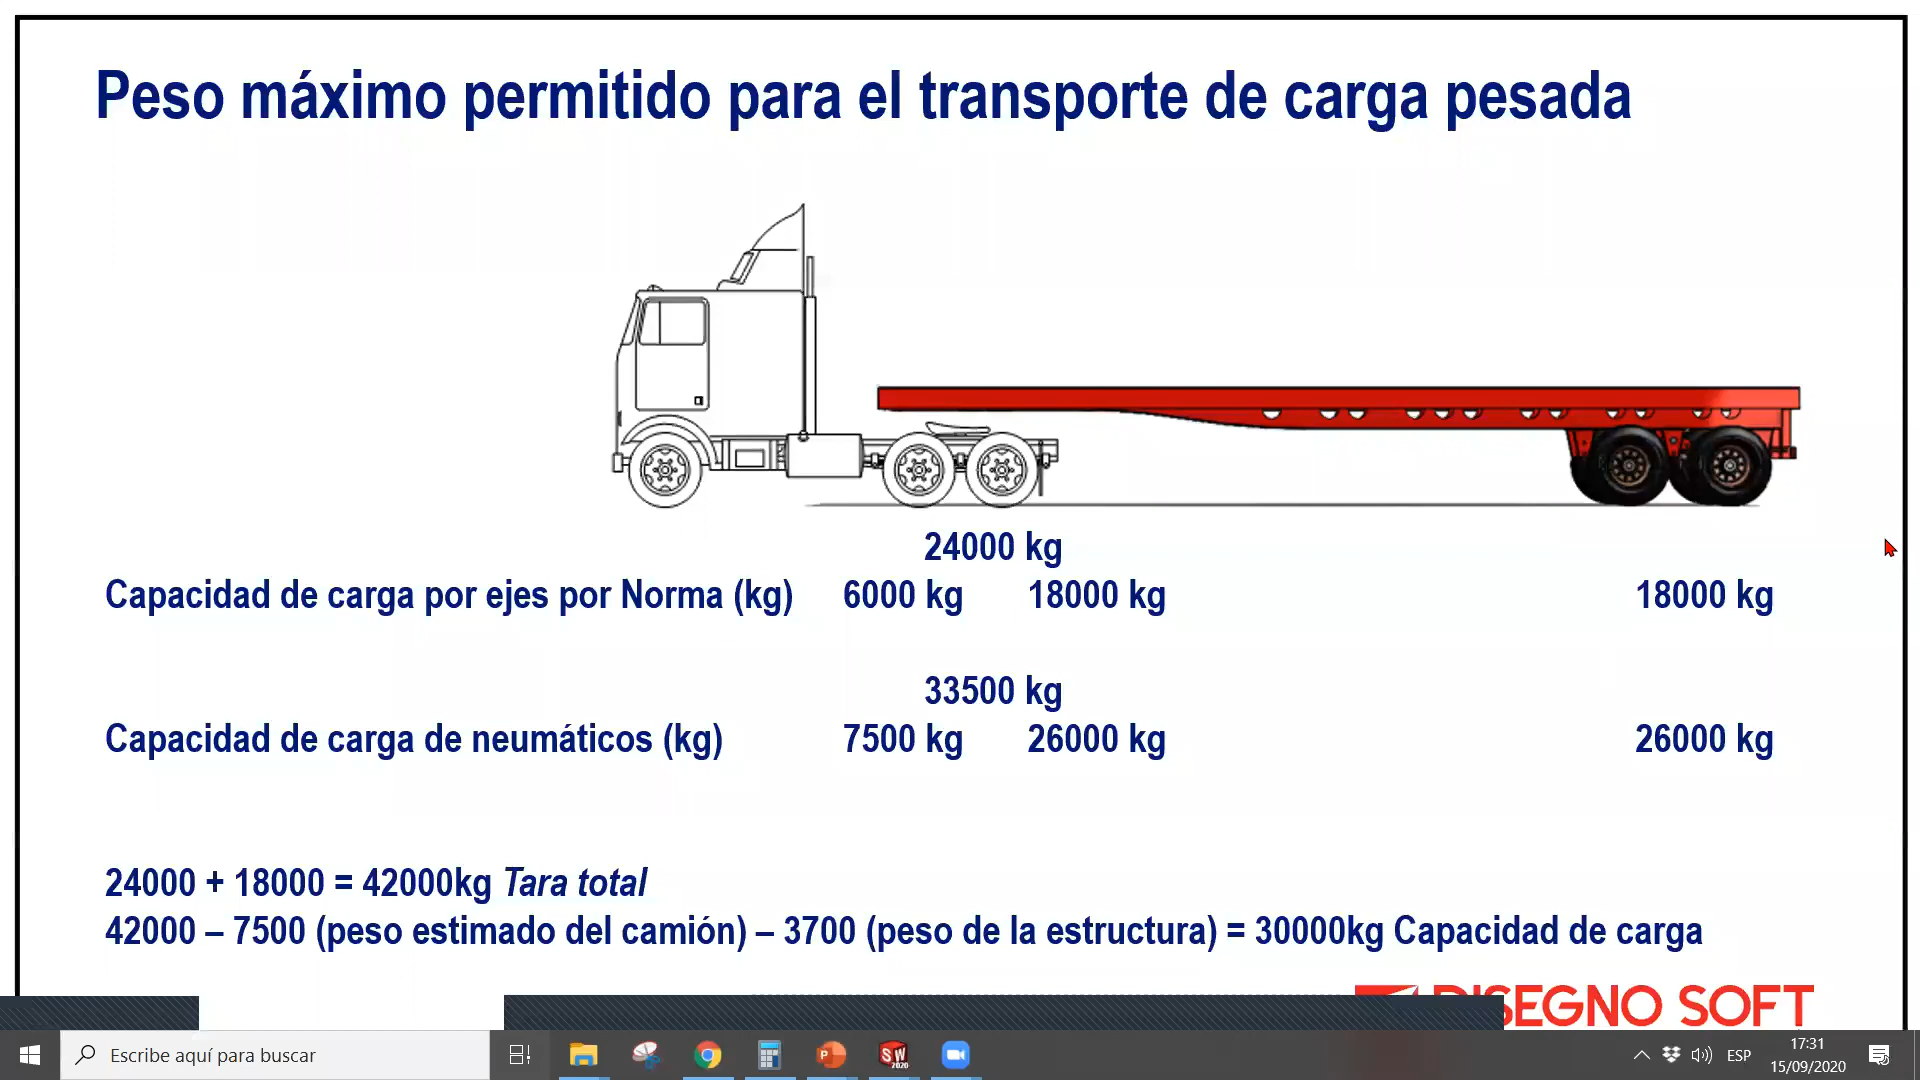 Peso máximo permitido para el transporte de carga pesada
24000 kg
Capacidad de carga por ejes por Norma (kg) 6000 kg 18000 kg 18000 kg
33500 kg
Capacidad de carga de neumáticos (kg) 7500 kg 26000 kg 26000 kg
24000 + 18000 = 42000kg Tara total
42000 – 7500 (peso estimado del camión) – 3700 (peso de la estructura) = 30000kg Capacidad de carga
DISEGNO SOFT
Escribe aquí para buscar
P
SW
2020
ESP
17:31
15/09/2020